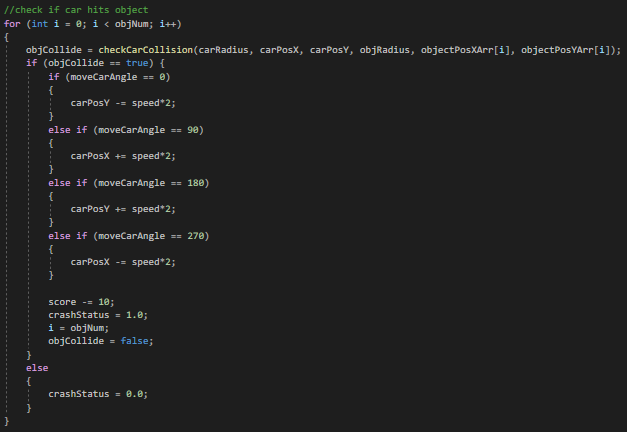 //check if car hits object
for (int i = 0; i < objNum; i++)
{
    objCollide = checkCarCollision(carRadius, carPosX, carPosY, objRadius, objectPosXArr[i], objectPosYArr[i]);
    if (objCollide == true) {
        if (moveCarAngle == 0)
        {
            carPosY -= speed*2;
        }
        else if (moveCarAngle == 90)
        {
            carPosX += speed*2;
        }
        else if (moveCarAngle == 180)
        {
            carPosY += speed*2;
        }
        else if (moveCarAngle == 270)
        {
            carPosX -= speed*2;
        }

        score -= 10;
        crashStatus = 1.0;
        i = objNum;
        objCollide = false;
    }
    else
    {
        crashStatus = 0.0;
    }
}